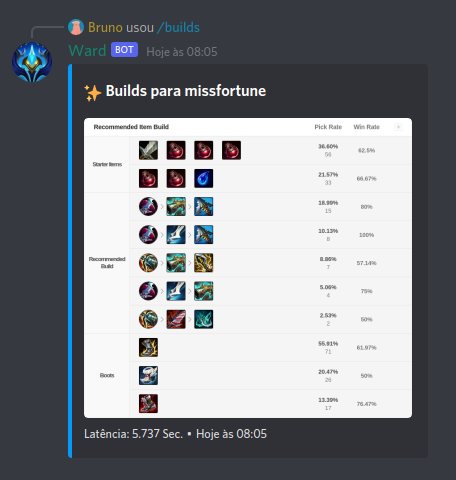 Bruno usou /builds
Ward BOT Hoje às 08:05
✨ Builds para missfortune
Recommended Item Build Pick Rate Win Rate
Starter Items
36.60% 62.5%
56
21.57% 66.67%
33
Recommended Build
18.99% 80%
15
10.13% 100%
8
8.86% 57.14%
7
5.06% 75%
4
2.53% 50%
2
Boots
55.91% 61.97%
71
20.47% 50%
26
13.39% 76.47%
17
Latência: 5.737 Sec. • Hoje às 08:05